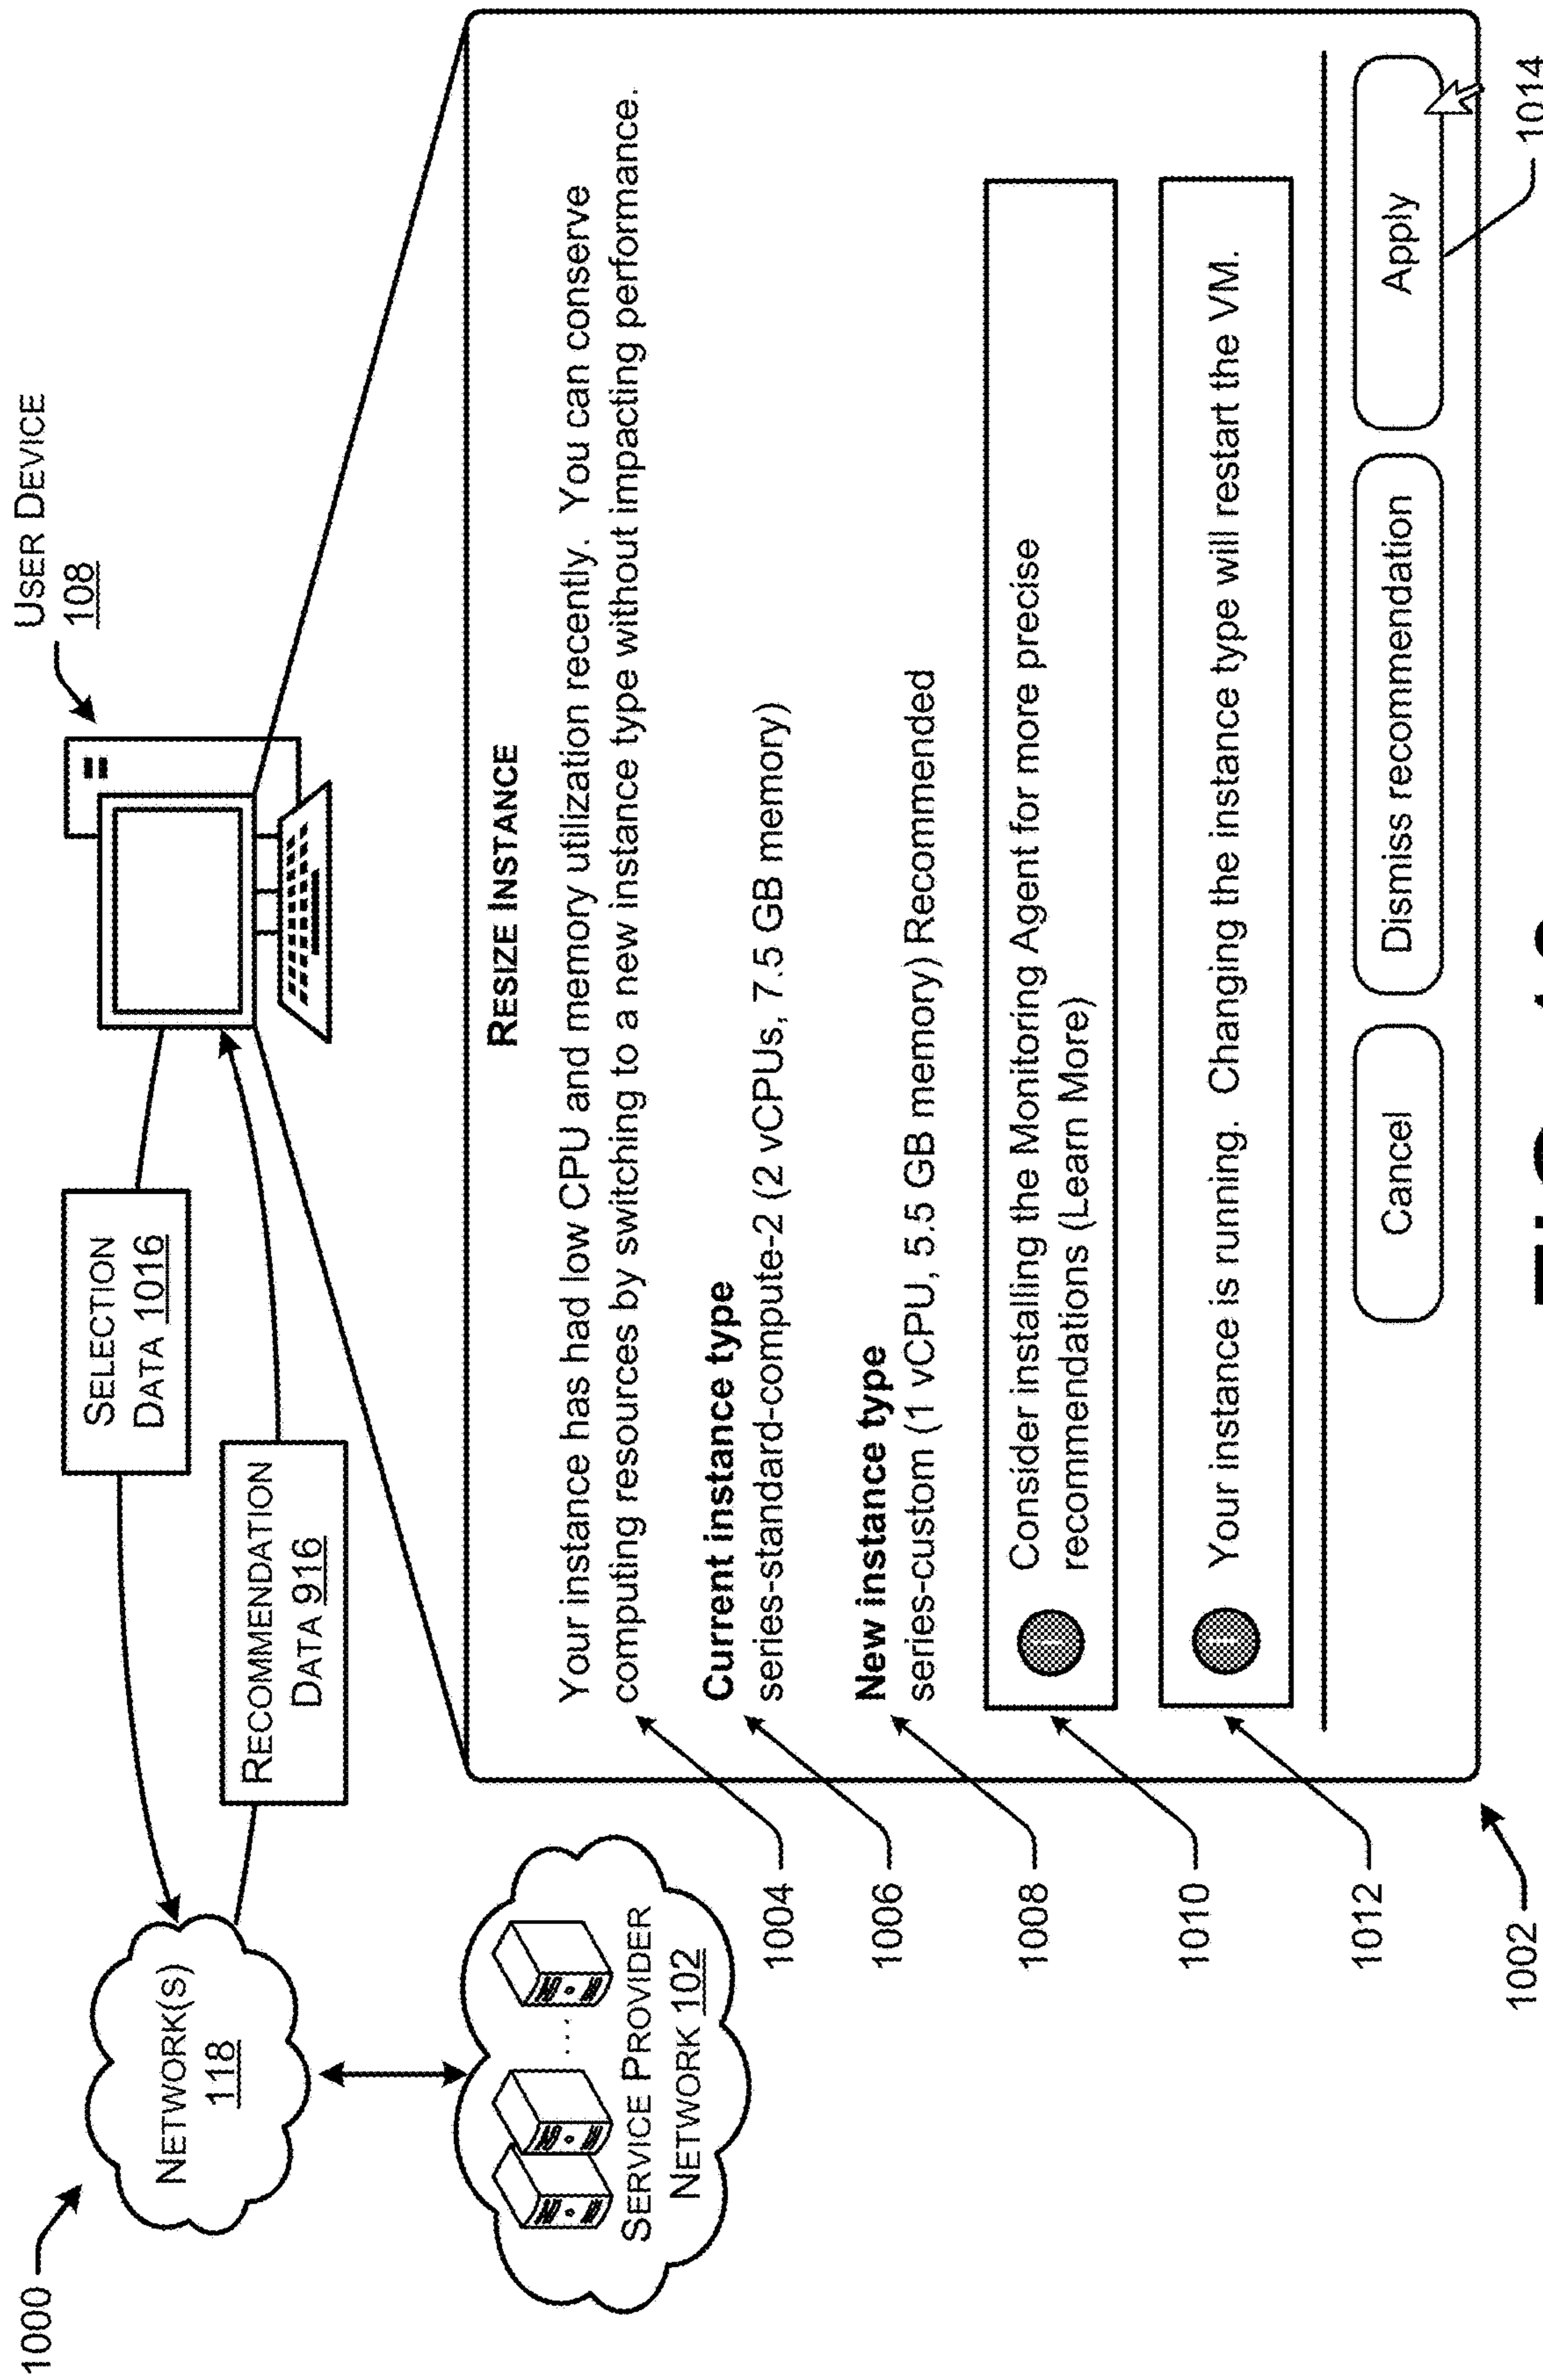 1000
NETWORK(S)
118
SELECTION
DATA 1016
RECOMMENDATION
DATA 916
USER DEVICE
108
SERVICE PROVIDER
NETWORK 102
RESIZE INSTANCE
Your instance has had low CPU and memory utilization recently. You can conserve
computing resources by switching to a new instance type without impacting performance.
1004
Current instance type
series-standard-compute-2 (2 vCPUs, 7.5 GB memory)
1006
New instance type
series-custom (1 vCPU, 5.5 GB memory) Recommended
1008
Consider installing the Monitoring Agent for more precise
recommendations (Learn More)
1010
Your instance is running. Changing the instance type will restart the VM.
1012
Cancel
Dismiss recommendation
Apply
1002
1014